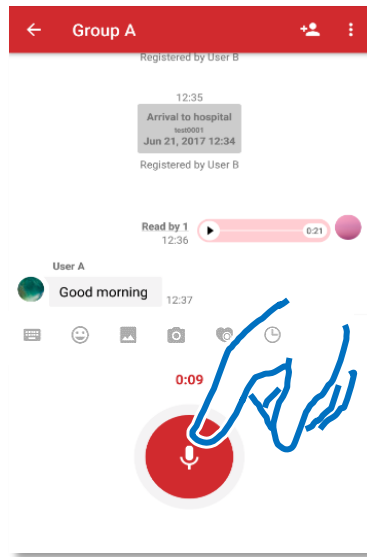 Group A
Registered by User B
12:35
Arrival to hospital
test0001
Jun 21, 2017 12:34
Registered by User B
Read by 1
12:36
0:21
User A
Good morning
12:37
0:09